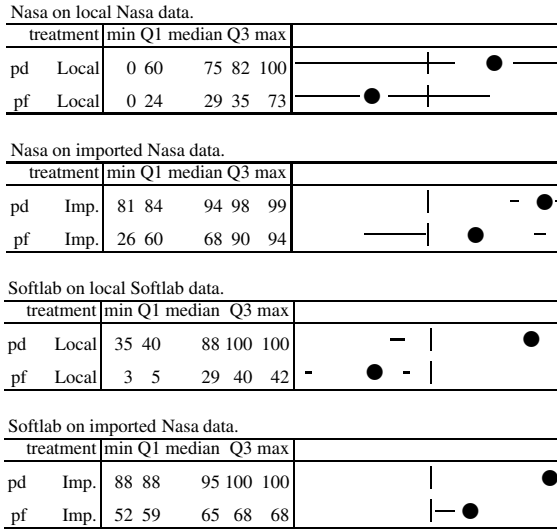 Nasa on local Nasa data.
treatment min Q1 median Q3 max
pd Local 0 60 75 82 100
pf Local 0 24 29 35 73
Nasa on imported Nasa data.
treatment min Q1 median Q3 max
pd Imp. 81 84 94 98 99
pf Imp. 26 60 68 90 94
Softlab on local Softlab data.
treatment min Q1 median Q3 max
pd Local 35 40 88 100 100
pf Local 3 5 29 40 42
Softlab on imported Nasa data.
treatment min Q1 median Q3 max
pd Imp. 88 88 95 100 100
pf Imp. 52 59 65 68 68